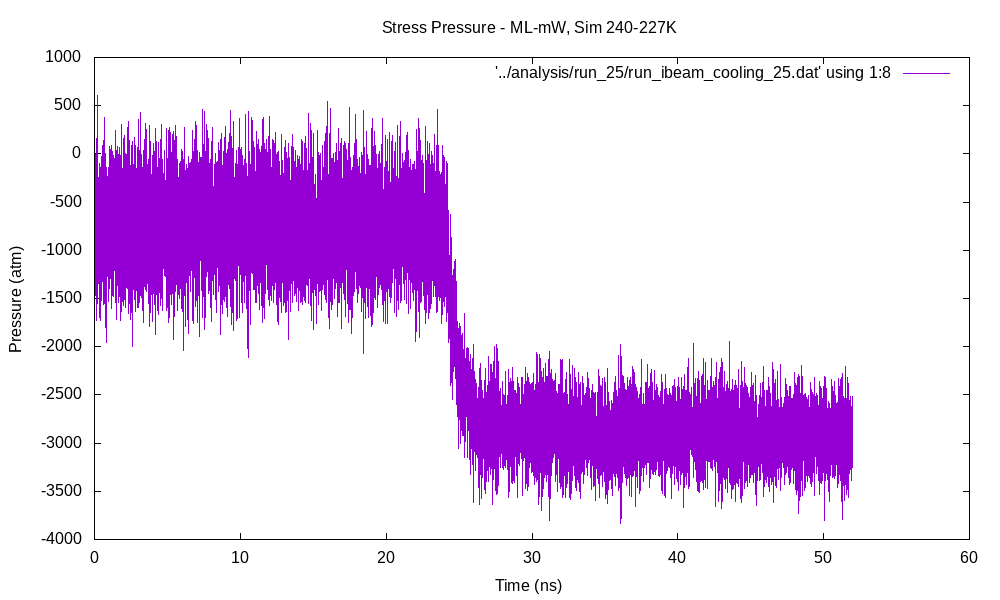 Stress Pressure - ML-mW, Sim 240-227K
'../analysis/run_25/run_ibeam_cooling_25.dat' using 1:8
1000
500
0
-500
-1000
-1500
-2000
-2500
-3000
-3500
-4000
Pressure (atm)
0 10 20 30 40 50 60
Time (ns)